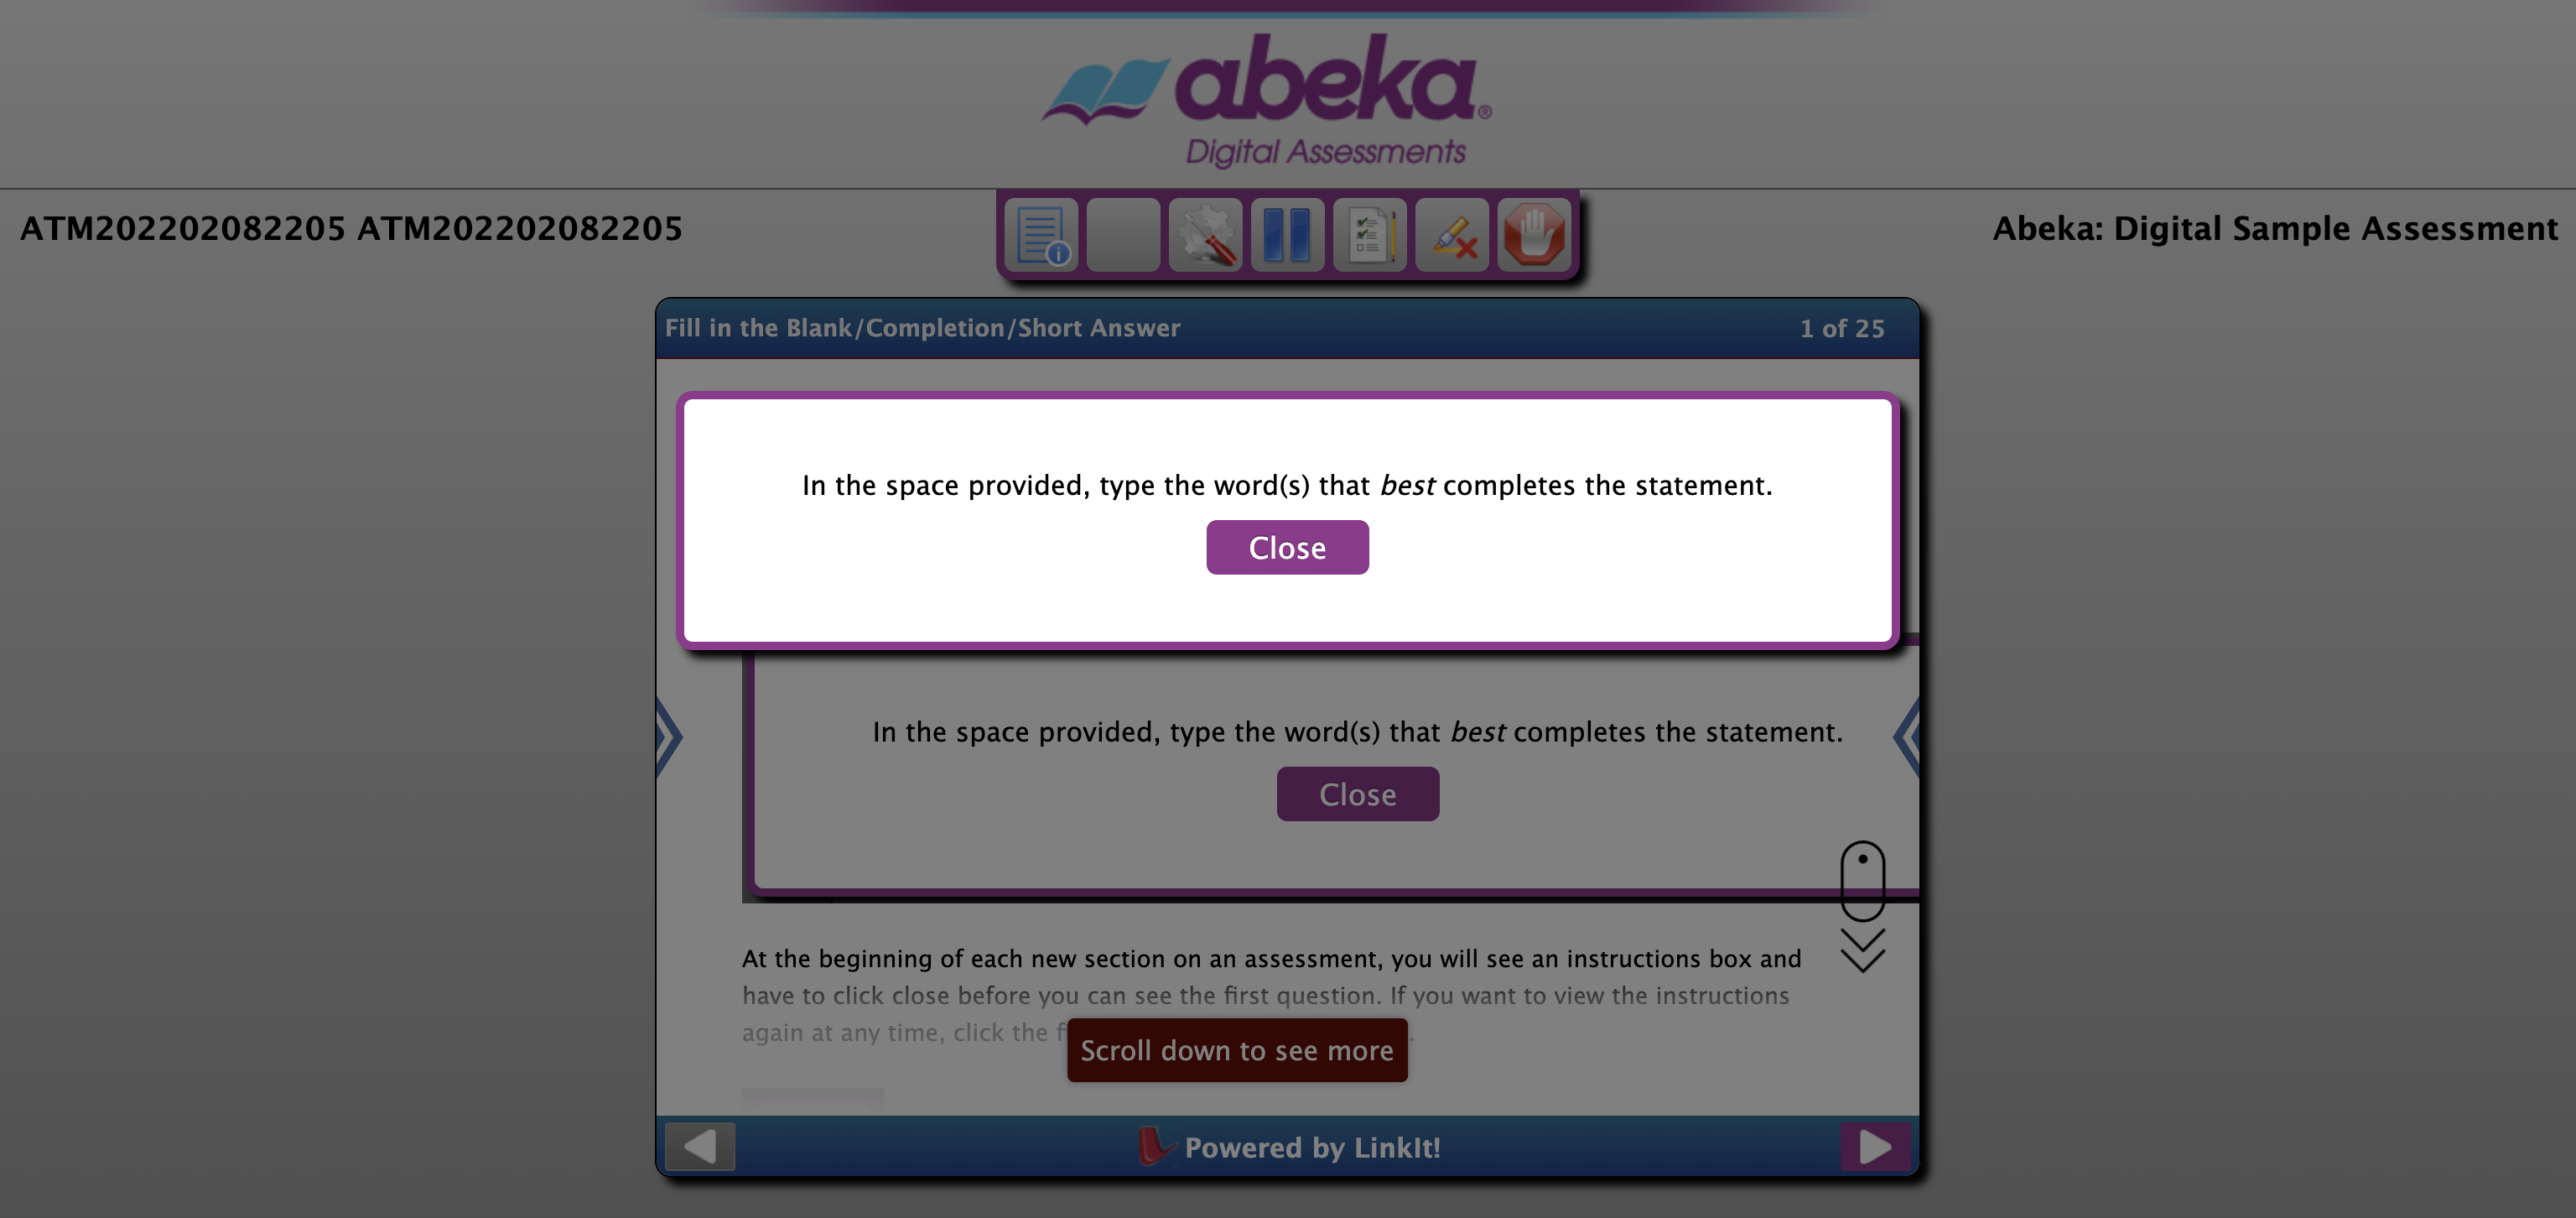 abeka®
Digital Assessments
ATM202202082205 ATM202202082205
Abeka: Digital Sample Assessment
Fill in the Blank/Completion/Short Answer
1 of 25
In the space provided, type the word(s) that best completes the statement.
Close
In the space provided, type the word(s) that best completes the statement.
Close
At the beginning of each new section on an assessment, you will see an instructions box and
have to click close before you can see the first question. If you want to view the instructions
again at any time, click the
Scroll down to see more
Powered by LinkIt!